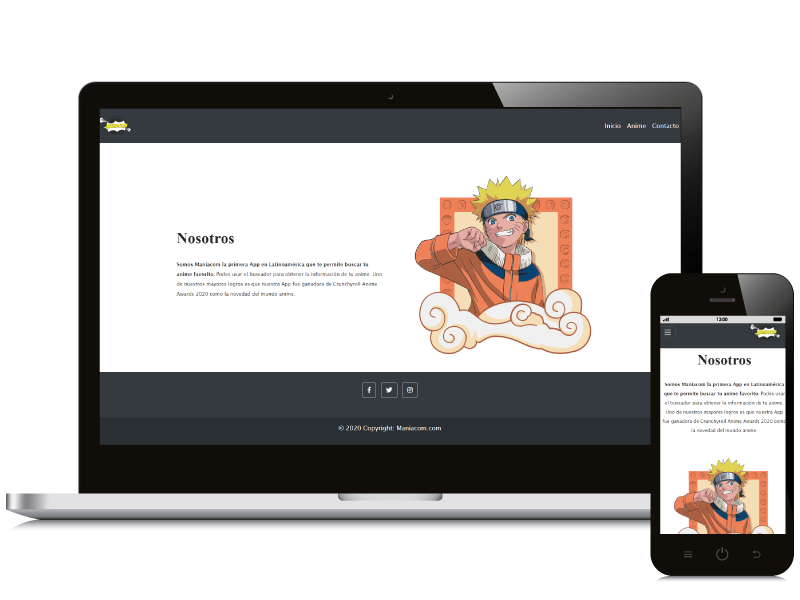 Inicio Anime Contacto
Nosotros
Somos Maniacom la primera App en Latinoamérica que te permite buscar tu
anime favorito. Podes usar el buscador para obtener la información de tu anime. Uno
de nuestros mayores logros es que nuestra App fue ganadora de Crunchyroll Anime
Awards 2020 como la novedad del mundo anime.
© 2020 Copyright: Maniacom.com
12:00
Nosotros
Somos Maniacom la primera App en Latinoamérica
que te permite buscar tu anime favorito. Podes usar
el buscador para obtener la información de tu anime.
Uno de nuestros mayores logros es que nuestra App
fue ganadora de Crunchyroll Anime Awards 2020 como
la novedad del mundo anime.